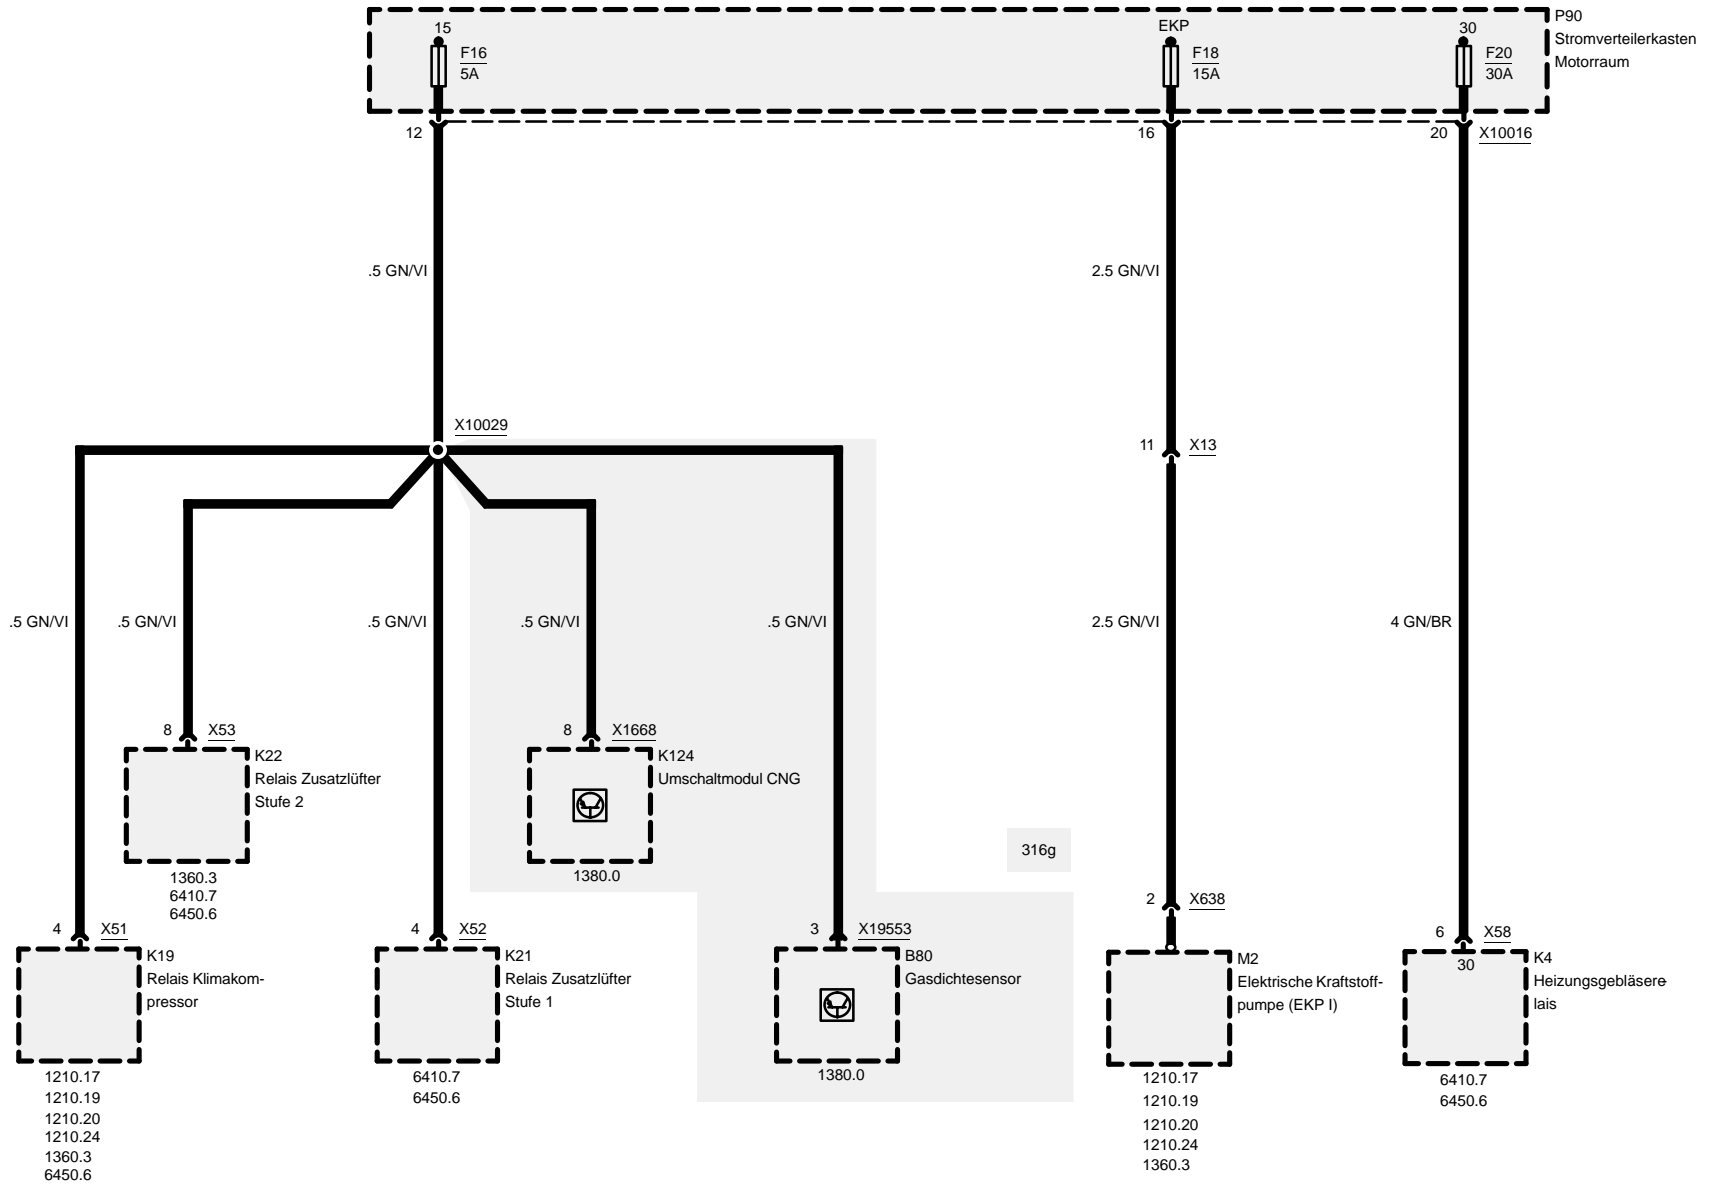 P90
Stromverteilerkasten
Motorraum
15
F16
5A
EKP
F18
15A
30
F20
30A
12
16
20
X10016
.5 GN/VI
2.5 GN/VI
X10029
11
X13
.5 GN/VI
.5 GN/VI
.5 GN/VI
.5 GN/VI
.5 GN/VI
2.5 GN/VI
4 GN/BR
8
X53
K22
Relais Zusatzlüfter
Stufe 2
1360.3
6410.7
6450.6
8
X1668
K124
Umschaltmodul CNG
1380.0
316g
4
X51
K19
Relais Klimakom-
pressor
1210.17
1210.19
1210.20
1210.24
1360.3
6450.6
4
X52
K21
Relais Zusatzlüfter
Stufe 1
6410.7
6450.6
3
X19553
B80
Gasdichtesensor
1380.0
2
X638
M2
Elektrische Kraftstoff-
pumpe (EKP I)
1210.17
1210.19
1210.20
1210.24
1360.3
6
X58
30
K4
Heizungsgebläsere-
lais
6410.7
6450.6